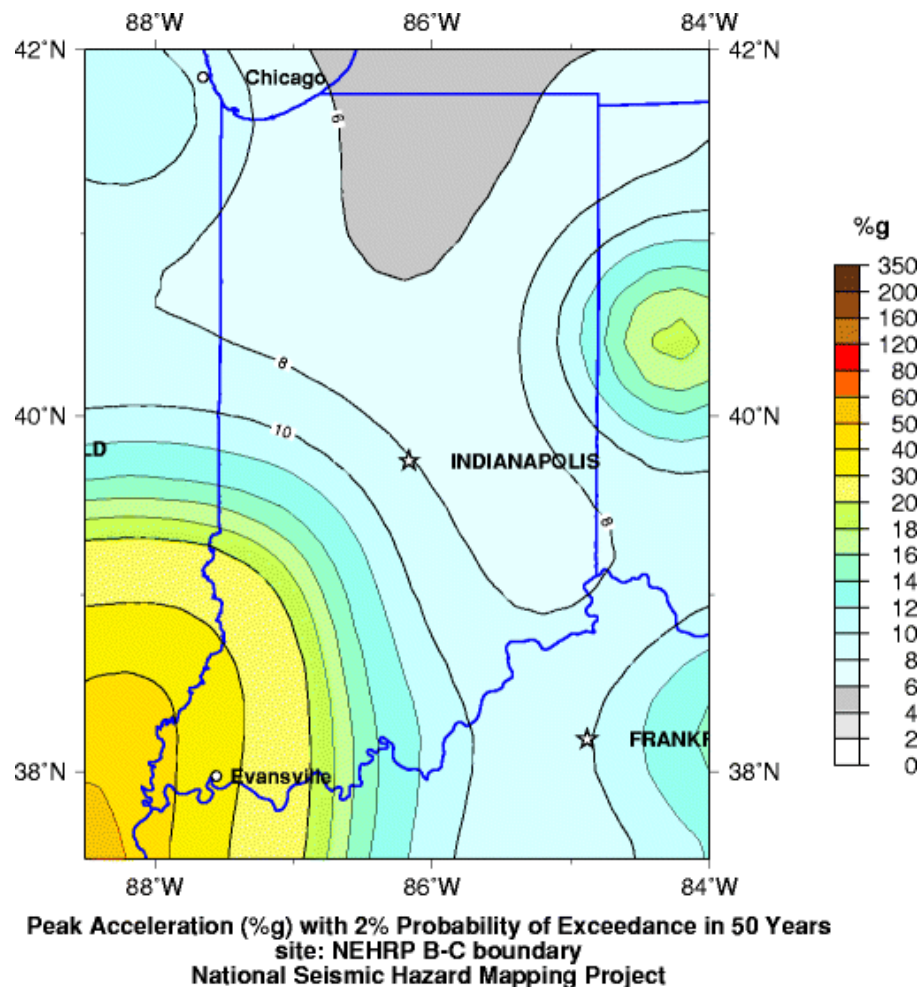 88°W 86°W 84°W
42°N 42°N
Chicago
6
%g
350
200
160
120
80
60
50
40
30
20
18
16
14
12
10
8
6
4
2
0
8
40°N 40°N
10
LD
INDIANAPOLIS
8
FRANKF
38°N 38°N
Evansville
88°W 86°W 84°W
Peak Acceleration (%g) with 2% Probability of Exceedance in 50 Years
site: NEHRP B-C boundary
National Seismic Hazard Mapping Project